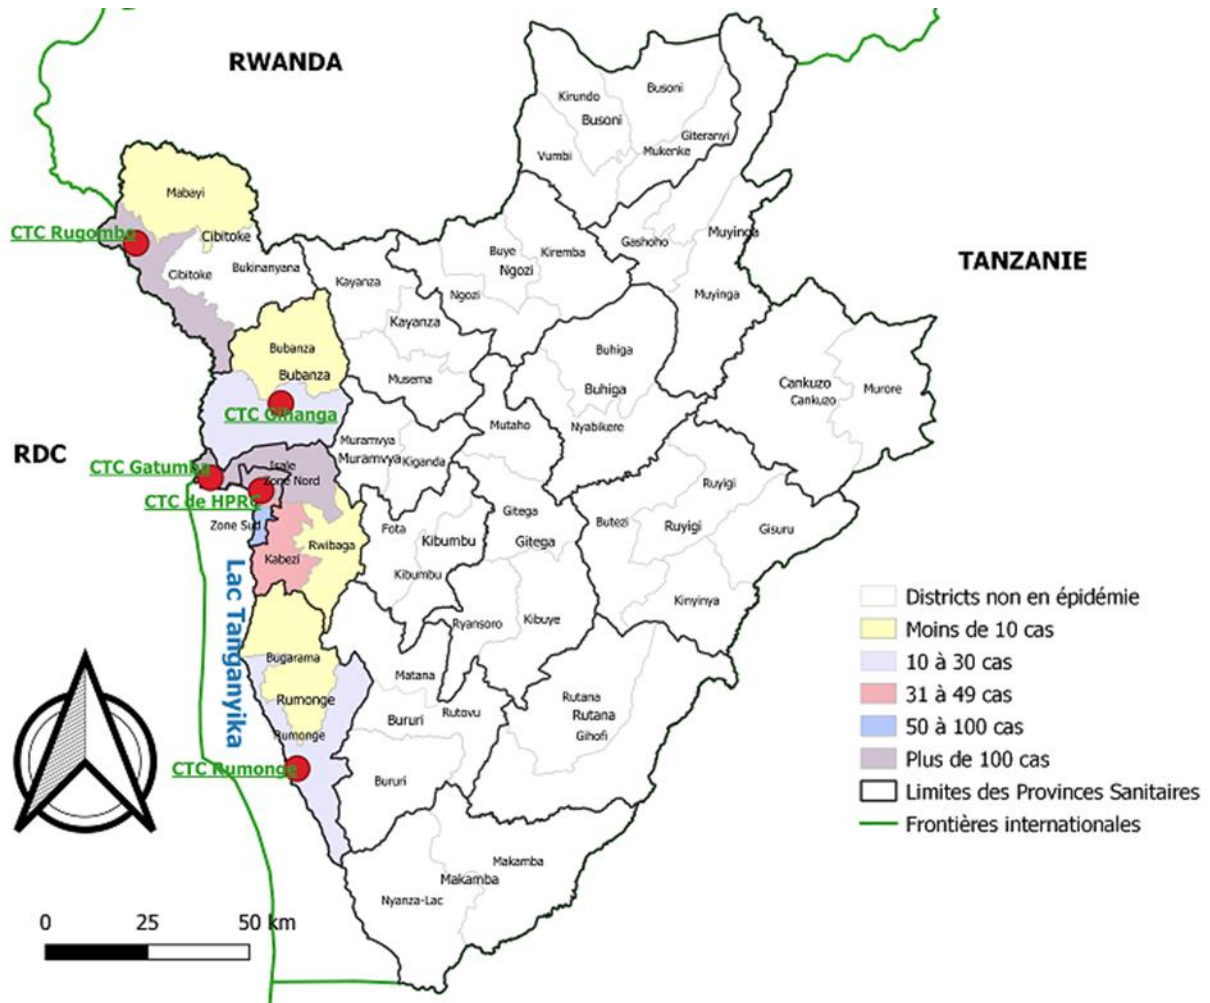 RWANDA
Kirundo
Busoni
Busoni
Giteranyi
Vumbi
Mukenke
Mabayi
CTC Rugombo
Cibitoke
Gashoho
Muyinga
Buye
Kiremba
TANZANIE
Cibitoke
Bukinanyana
Kayanza
Ngozi
Ngozi
Muyinga
Kayanza
Bubanza
Buhiga
Bubanza
Musema
Buhiga
Cankuzo
Cankuzo
Murore
CTC Gihanga
Mutaho
Nyabikere
Muramvya
RDC
CTC Gatumba
Muramvya
Kiganda
Isale
Zone Nord
Ruyigi
CTC de HPRC
Gitega
Zone Sud
Fota
Kibumbu
Gitega
Butezi
Ruyigi
Gisuru
Rwibaga
Kabezi
Kibumbu
Lac Tanganyika
Kinyinya
Ryansoro
Kibuye
Districts non en épidémie
Moins de 10 cas
Bugarama
10 à 30 cas
Matana
Rumonge
Rutana
31 à 49 cas
Bururi
Rutovu
Rutana
Rumonge
Gihofi
50 à 100 cas
Plus de 100 cas
CTC Rumonge
Bururi
Limites des Provinces Sanitaires
Frontières internationales
Makamba
Makamba
Nyanza-Lac
0 25 50 km